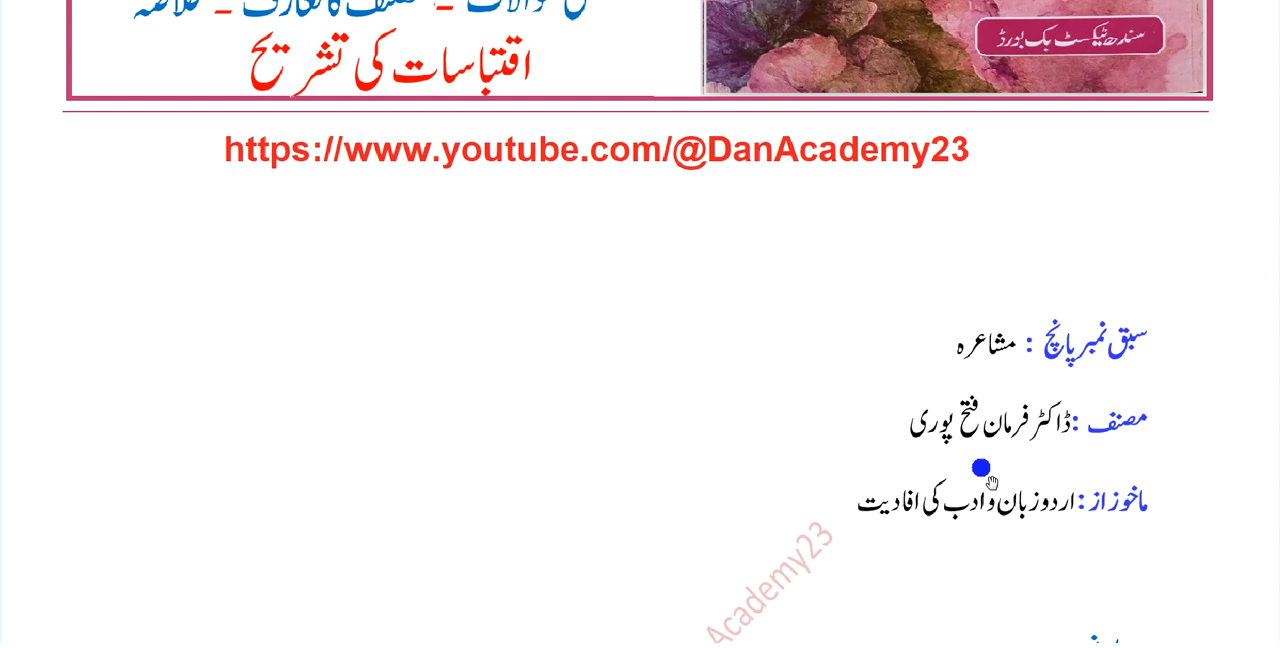 سندھ ٹیکسٹ بک بورڈ
اقتباسات کی تشریح
https://www.youtube.com/@DanAcademy23
سبق نمبر پانچ : مشاعرہ
مصنف : ڈاکٹر فرمان فتح پوری
ماخوز از : اردو زبان و ادب کی افادیت
Academy23